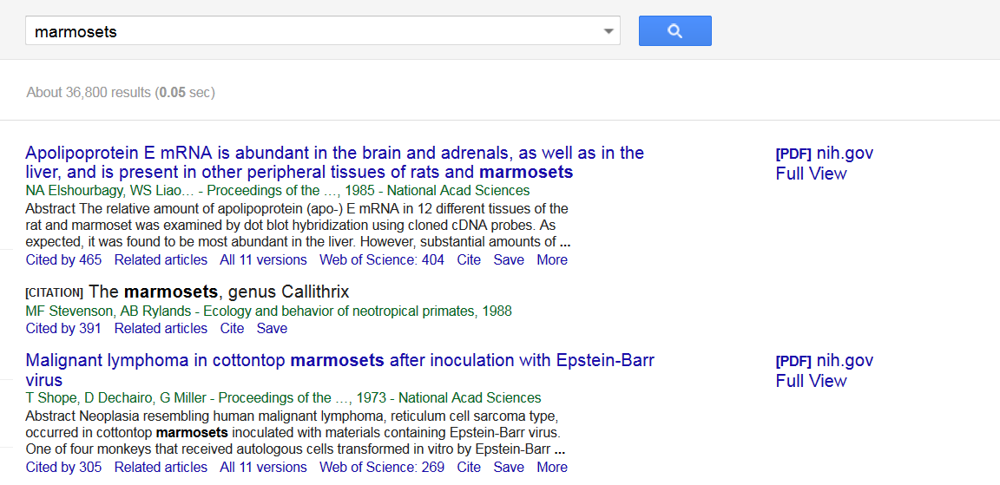 marmosets
About 36,800 results (0.05 sec)
Apolipoprotein E mRNA is abundant in the brain and adrenals, as well as in the
liver, and is present in other peripheral tissues of rats and marmosets
NA Elshourbagy, WS Liao... - Proceedings of the ..., 1985 - National Acad Sciences
Abstract The relative amount of apolipoprotein (apo-) E mRNA in 12 different tissues of the
rat and marmoset was examined by dot blot hybridization using cloned cDNA probes. As
expected, it was found to be most abundant in the liver. However, substantial amounts of ...
Cited by 465 Related articles All 11 versions Web of Science: 404 Cite Save More
[PDF] nih.gov
Full View
[CITATION] The marmosets, genus Callithrix
MF Stevenson, AB Rylands - Ecology and behavior of neotropical primates, 1988
Cited by 391 Related articles Cite Save
Malignant lymphoma in cottontop marmosets after inoculation with Epstein-Barr
virus
T Shope, D Dechairo, G Miller - Proceedings of the ..., 1973 - National Acad Sciences
Abstract Neoplasia resembling human malignant lymphoma, reticulum cell sarcoma type,
occurred in cottontop marmosets inoculated with materials containing Epstein-Barr virus.
One of four monkeys that received autologous cells transformed in vitro by Epstein-Barr ...
Cited by 305 Related articles All 11 versions Web of Science: 269 Cite Save More
[PDF] nih.gov
Full View